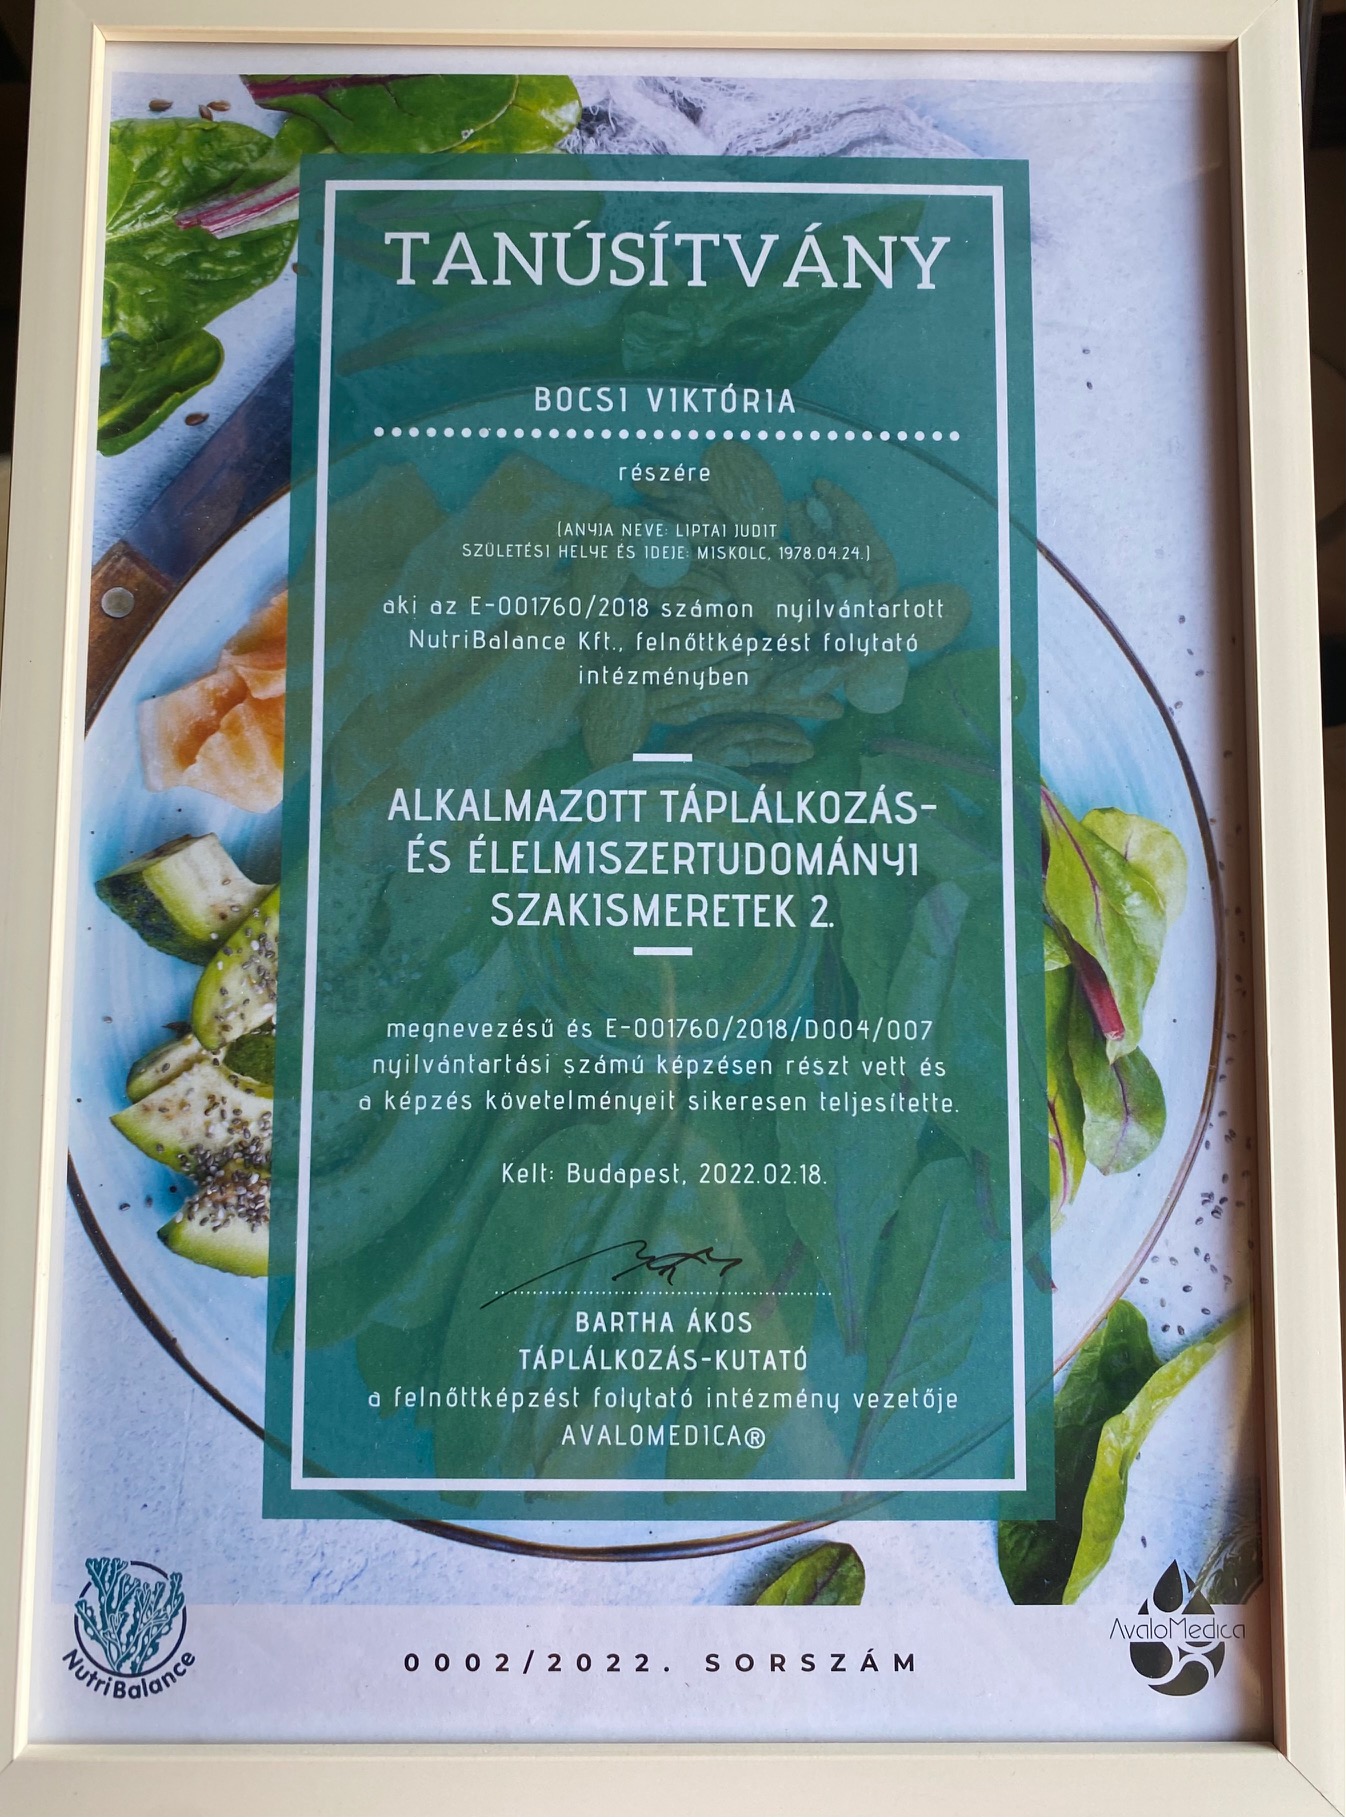 TANÚSÍTVÁNY
BOCSI VIKTÓRIA
részére
(ANYJA NEVE: LIPTAI JUDIT
SZÜLETÉSI HELYE ÉS IDEJE: MISKOLC, 1978.04.24.)
aki az E-001760/2018 számon nyilvántartott
NutriBalance Kft., felnőttképzést folytató
intézményben
ALKALMAZOTT TÁPLÁLKOZÁS-
ÉS ÉLELMISZERTUDOMÁNYI
SZAKISMERETEK 2.
megnevezésű és E-001760/2018/D004/007
nyilvántartási számú képzésen részt vett és
a képzés követelményeit sikeresen teljesítette.
Kelt: Budapest, 2022.02.18.
BARTHA ÁKOS
TÁPLÁLKOZÁS-KUTATÓ
a felnőttképzést folytató intézmény vezetője
AVALOMEDICA®
NutriBalance
0002/2022. SORSZÁM
AvaloMedica